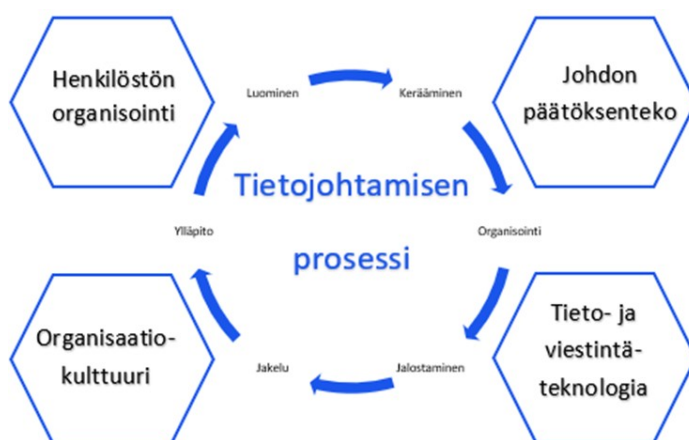 Henkilöstön
organisointi
Johdon
päätöksenteko
Luominen
Kerääminen
Tietojohtamisen
prosessi
Ylläpito
Organisointi
Jakelu
Jalostaminen
Organisaatio-
kulttuuri
Tieto- ja
viestintä-
teknologia